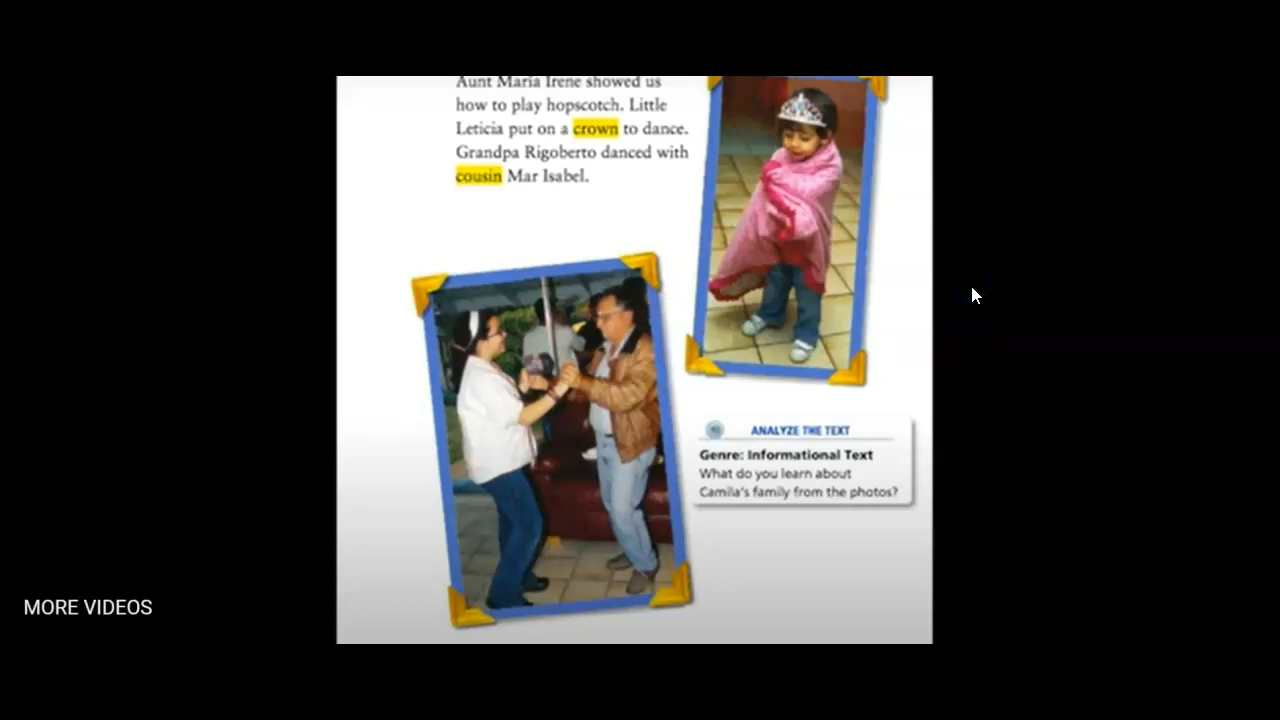 Aunt Maria Irene showed us
how to play hopscotch. Little
Leticia put on a crown to dance.
Grandpa Rigoberto danced with
cousin Mar Isabel.
ANALYZE THE TEXT
Genre: Informational Text
What do you learn about
Camila's family from the photos?
MORE VIDEOS